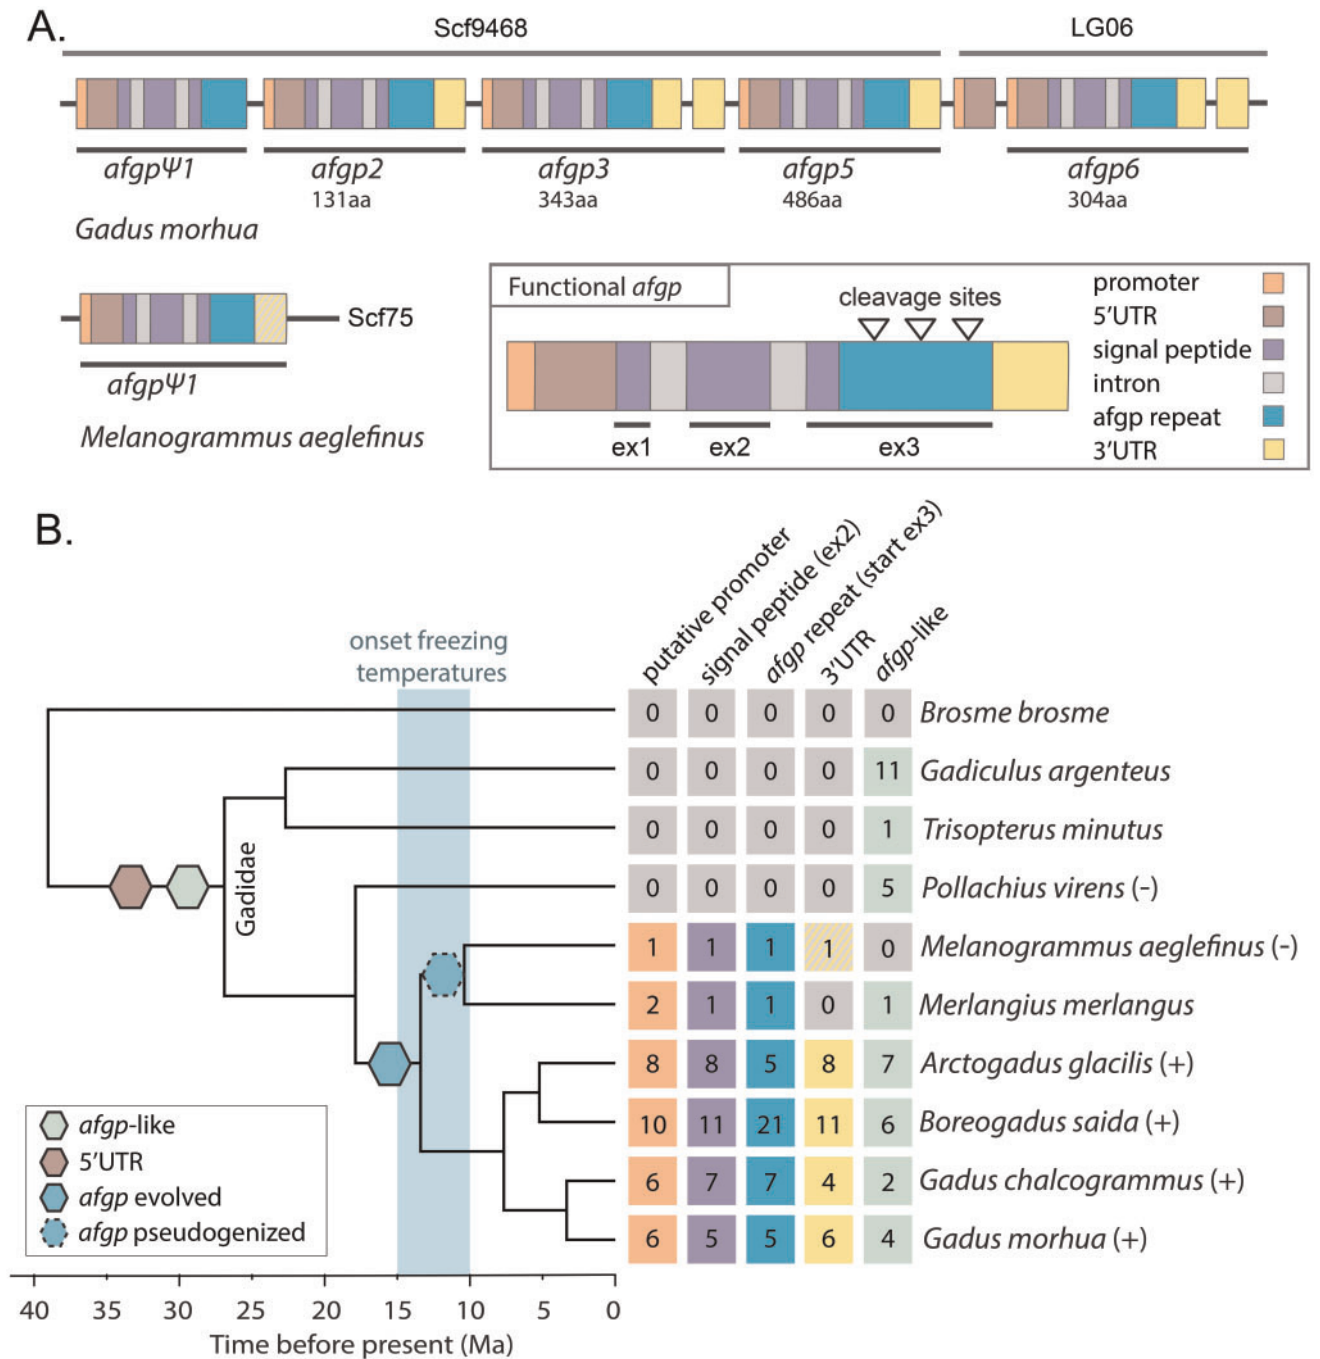 A.
Scf9468
LG06
afgpΨ1
afgp2
afgp3
afgp5
afgp6
131aa
343aa
486aa
304aa
Gadus morhua
Scf75
afgpΨ1
Melanogrammus aeglefinus
Functional afgp
cleavage sites
ex1
ex2
ex3
promoter
5'UTR
signal peptide
intron
afgp repeat
3'UTR
B.
putative promoter
signal peptide (ex2)
afgp repeat (start ex3)
3'UTR
afgp-like
onset freezing
temperatures
Gadidae
0 0 0 0 0 Brosme brosme
0 0 0 0 11 Gadiculus argenteus
0 0 0 0 1 Trisopterus minutus
0 0 0 0 5 Pollachius virens (-)
1 1 1 1 0 Melanogrammus aeglefinus (-)
2 1 1 0 1 Merlangius merlangus
8 8 5 8 7 Arctogadus glacilis (+)
10 11 21 11 6 Boreogadus saida (+)
6 7 7 4 2 Gadus chalcogrammus (+)
6 5 5 6 4 Gadus morhua (+)
afgp-like
5'UTR
afgp evolved
afgp pseudogenized
40 35 30 25 20 15 10 5 0
Time before present (Ma)